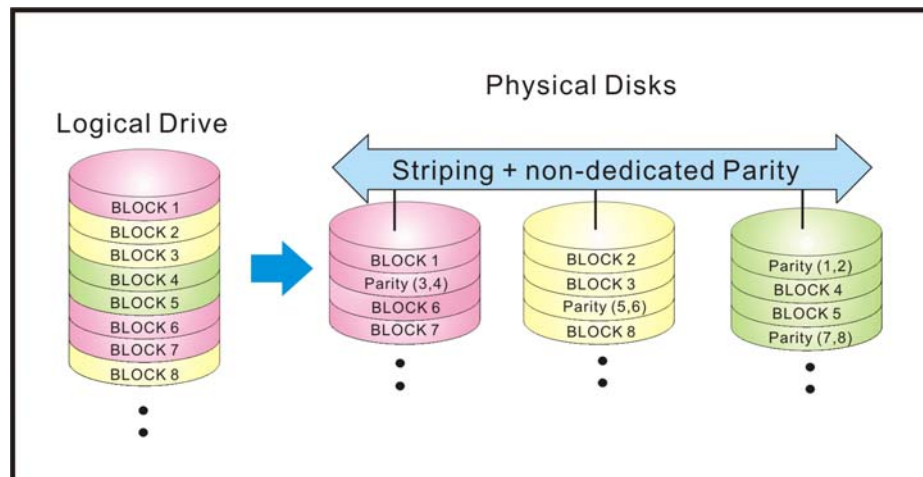 Physical Disks
Logical Drive
Striping + non-dedicated Parity
BLOCK 1
BLOCK 2
BLOCK 3
BLOCK 4
BLOCK 5
BLOCK 6
BLOCK 7
BLOCK 8
BLOCK 1
Parity (3,4)
BLOCK 6
BLOCK 7
BLOCK 2
BLOCK 3
Parity (5,6)
BLOCK 8
Parity (1,2)
BLOCK 4
BLOCK 5
Parity (7,8)